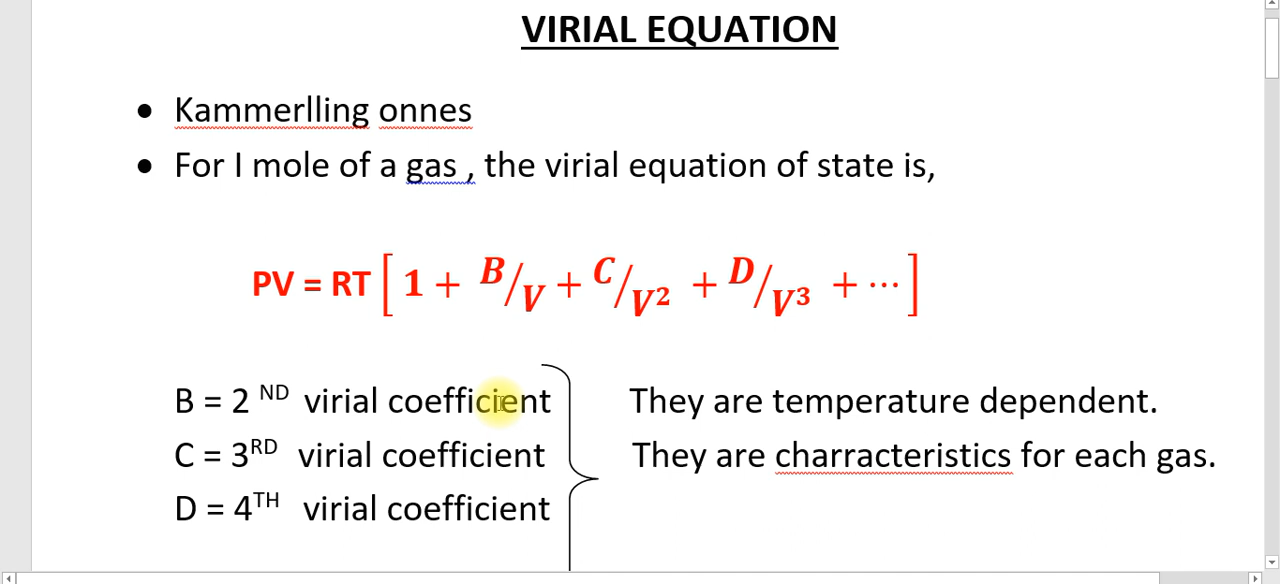 VIRIAL EQUATION
• Kammerlling onnes
• For I mole of a gas , the virial equation of state is,
PV = RT [ 1 + B/V + C/V² + D/V³ + ⋯ ]
B = 2 ᴺᴰ virial coefficient They are temperature dependent.
C = 3ᴿᴰ virial coefficient They are charracteristics for each gas.
D = 4ᵀᴴ virial coefficient